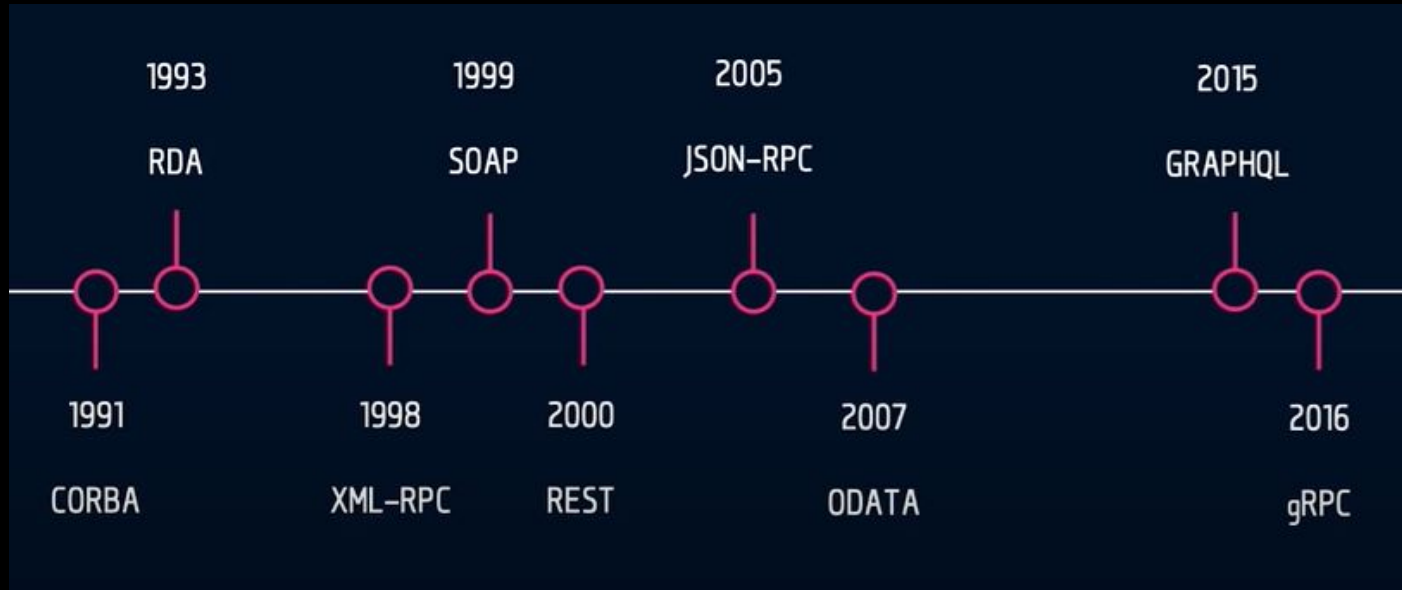 1993
RDA
1999
SOAP
2005
JSON-RPC
2015
GRAPHQL
1991
CORBA
1998
XML-RPC
2000
REST
2007
ODATA
2016
gRPC